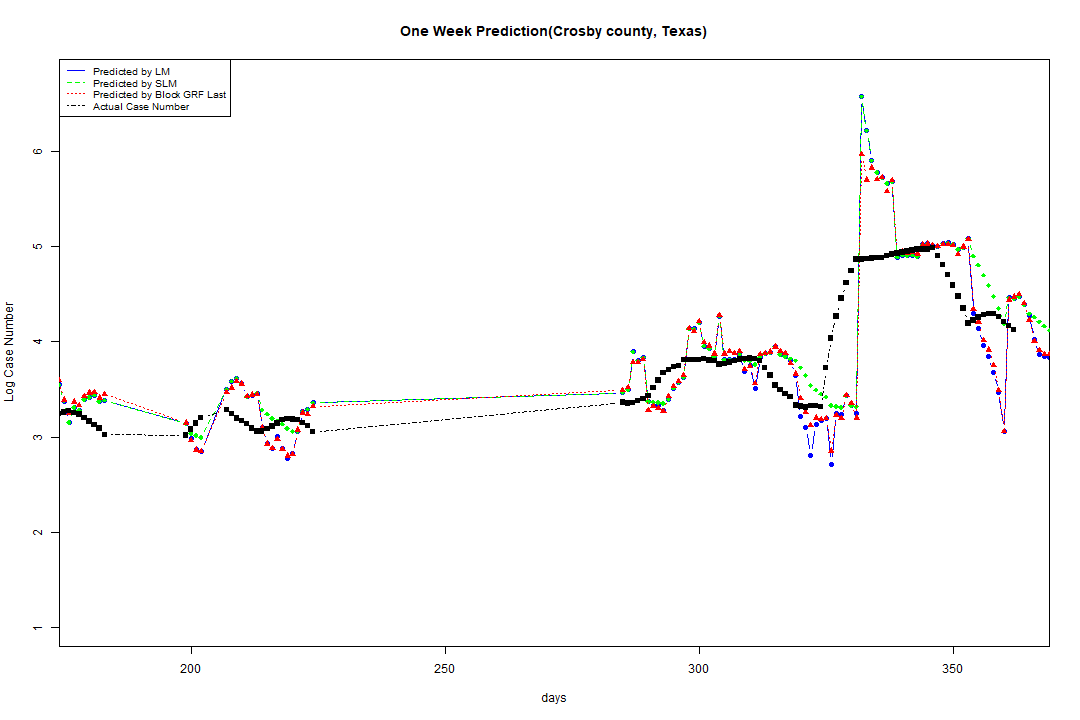 One Week Prediction(Crosby county, Texas)
Predicted by LM
Predicted by SLM
Predicted by Block GRF Last
Actual Case Number
6
5
4
3
2
1
Log Case Number
200 250 300 350
days